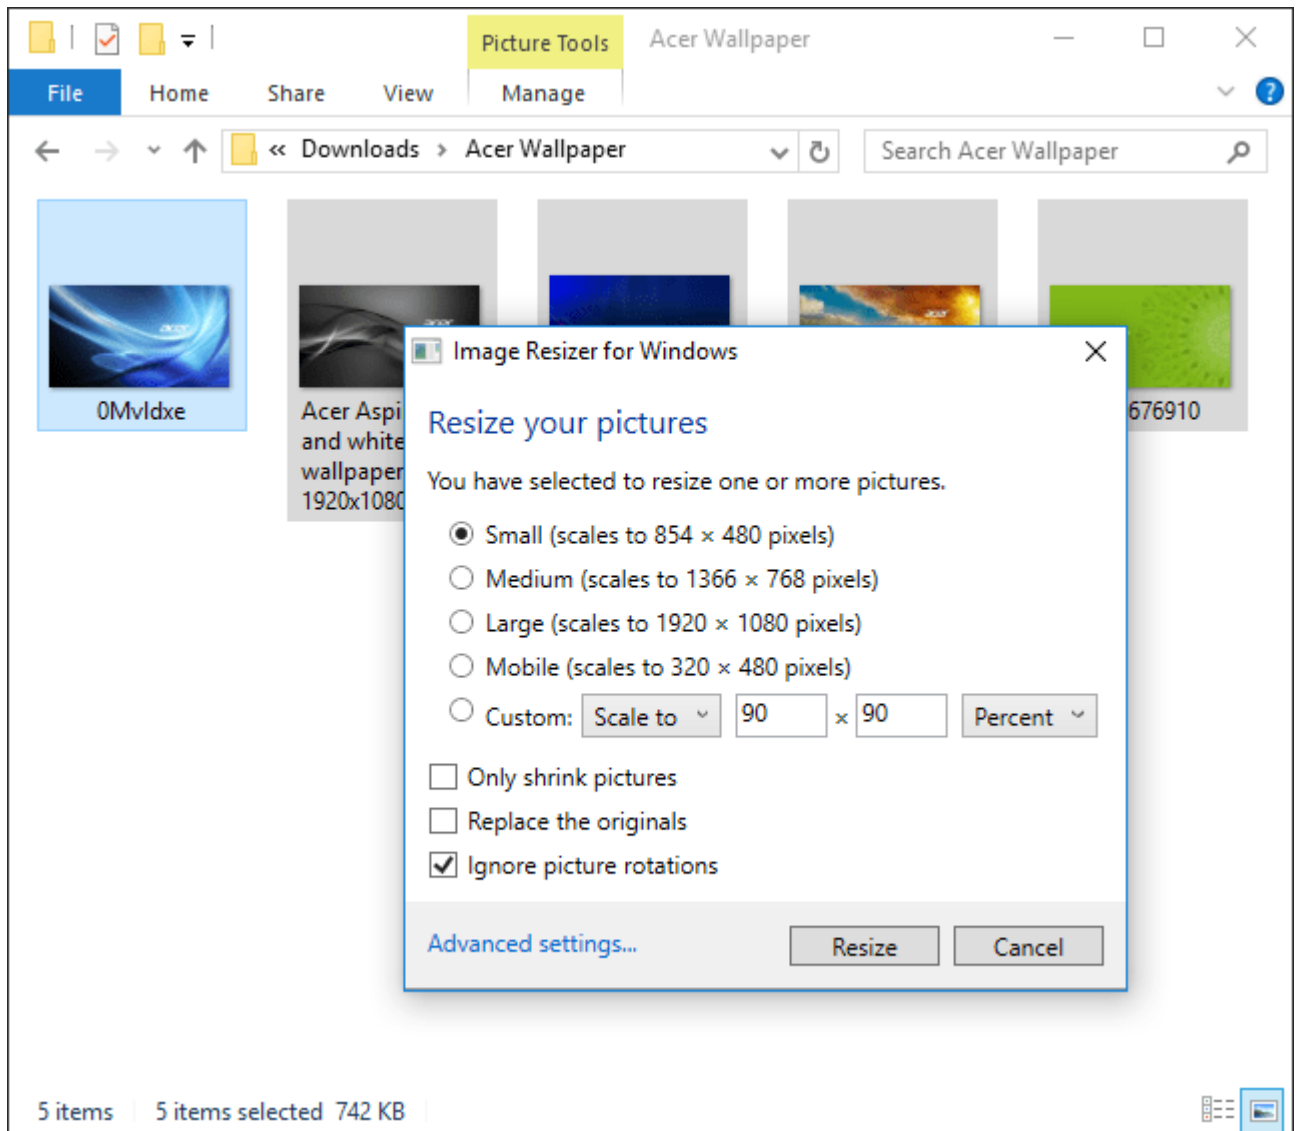 Picture Tools
Acer Wallpaper
File
Home
Share
View
Manage
?
« Downloads › Acer Wallpaper
Search Acer Wallpaper
acer
acer
acer
0Mvldxe
Acer Aspi
and white
wallpaper
1920x1080
676910
Image Resizer for Windows
Resize your pictures
You have selected to resize one or more pictures.
Small (scales to 854 × 480 pixels)
Medium (scales to 1366 × 768 pixels)
Large (scales to 1920 × 1080 pixels)
Mobile (scales to 320 × 480 pixels)
Custom: Scale to 90 × 90 Percent
Only shrink pictures
Replace the originals
Ignore picture rotations
Advanced settings...
Resize
Cancel
5 items
5 items selected 742 KB